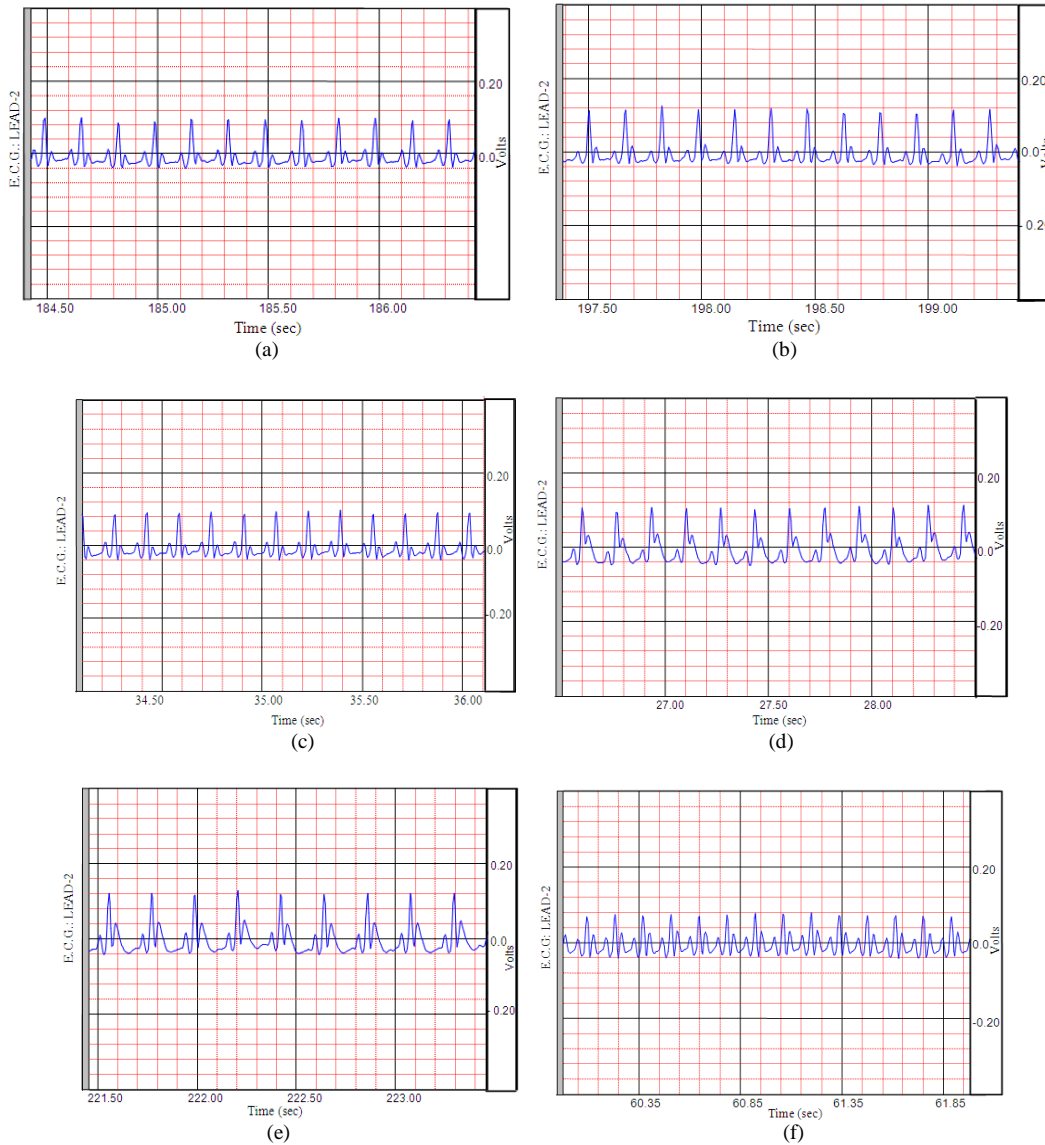 E.C.G.: LEAD-2
0.20
0.0
Volts
184.50 185.00 185.50 186.00
Time (sec)
(a)
E.C.G.: LEAD-2
0.20
0.0
Volts
- 0.20
197.50 198.00 198.50 199.00
Time (sec)
(b)
E.C.G.: LEAD-2
0.20
0.0
Volts
-0.20
34.50 35.00 35.50 36.00
Time (sec)
(c)
E.C.G.: LEAD-2
0.20
0.0
Volts
-0.20
27.00 27.50 28.00
Time (sec)
(d)
E.C.G.: LEAD-2
0.20
0.0
Volts
- 0.20
221.50 222.00 222.50 223.00
Time (sec)
(e)
E.C.G: LEAD-2
0.20
0.0
Volts
-0.20
60.35 60.85 61.35 61.85
Time (sec)
(f)